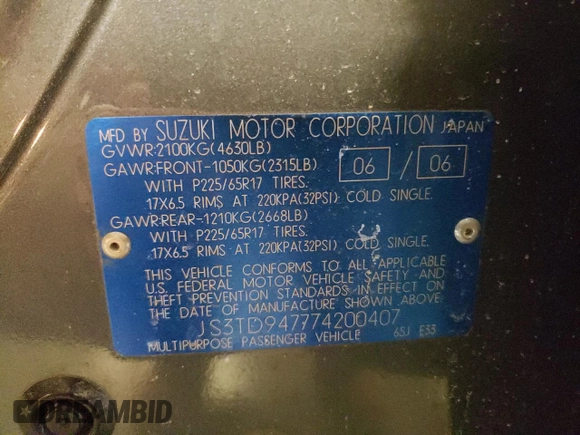 MFD BY SUZUKI MOTOR CORPORATION JAPAN
GVWR:2100KG(4630LB)
GAWR:FRONT-1050KG(2315LB) 06 / 06
WITH P225/65R17 TIRES.
17X6.5 RIMS AT 220KPA(32PSI) COLD SINGLE.
GAWR:REAR-1210KG(2668LB)
WITH P225/65R17 TIRES.
17X6.5 RIMS AT 220KPA(32PSI) COLD SINGLE.
THIS VEHICLE CONFORMS TO ALL APPLICABLE
U.S. FEDERAL MOTOR VEHICLE SAFETY AND
THEFT PREVENTION STANDARDS IN EFFECT ON
THE DATE OF MANUFACTURE SHOWN ABOVE.
JS3TD947774200407
MULTIPURPOSE PASSENGER VEHICLE 65J E33
DREAMBID